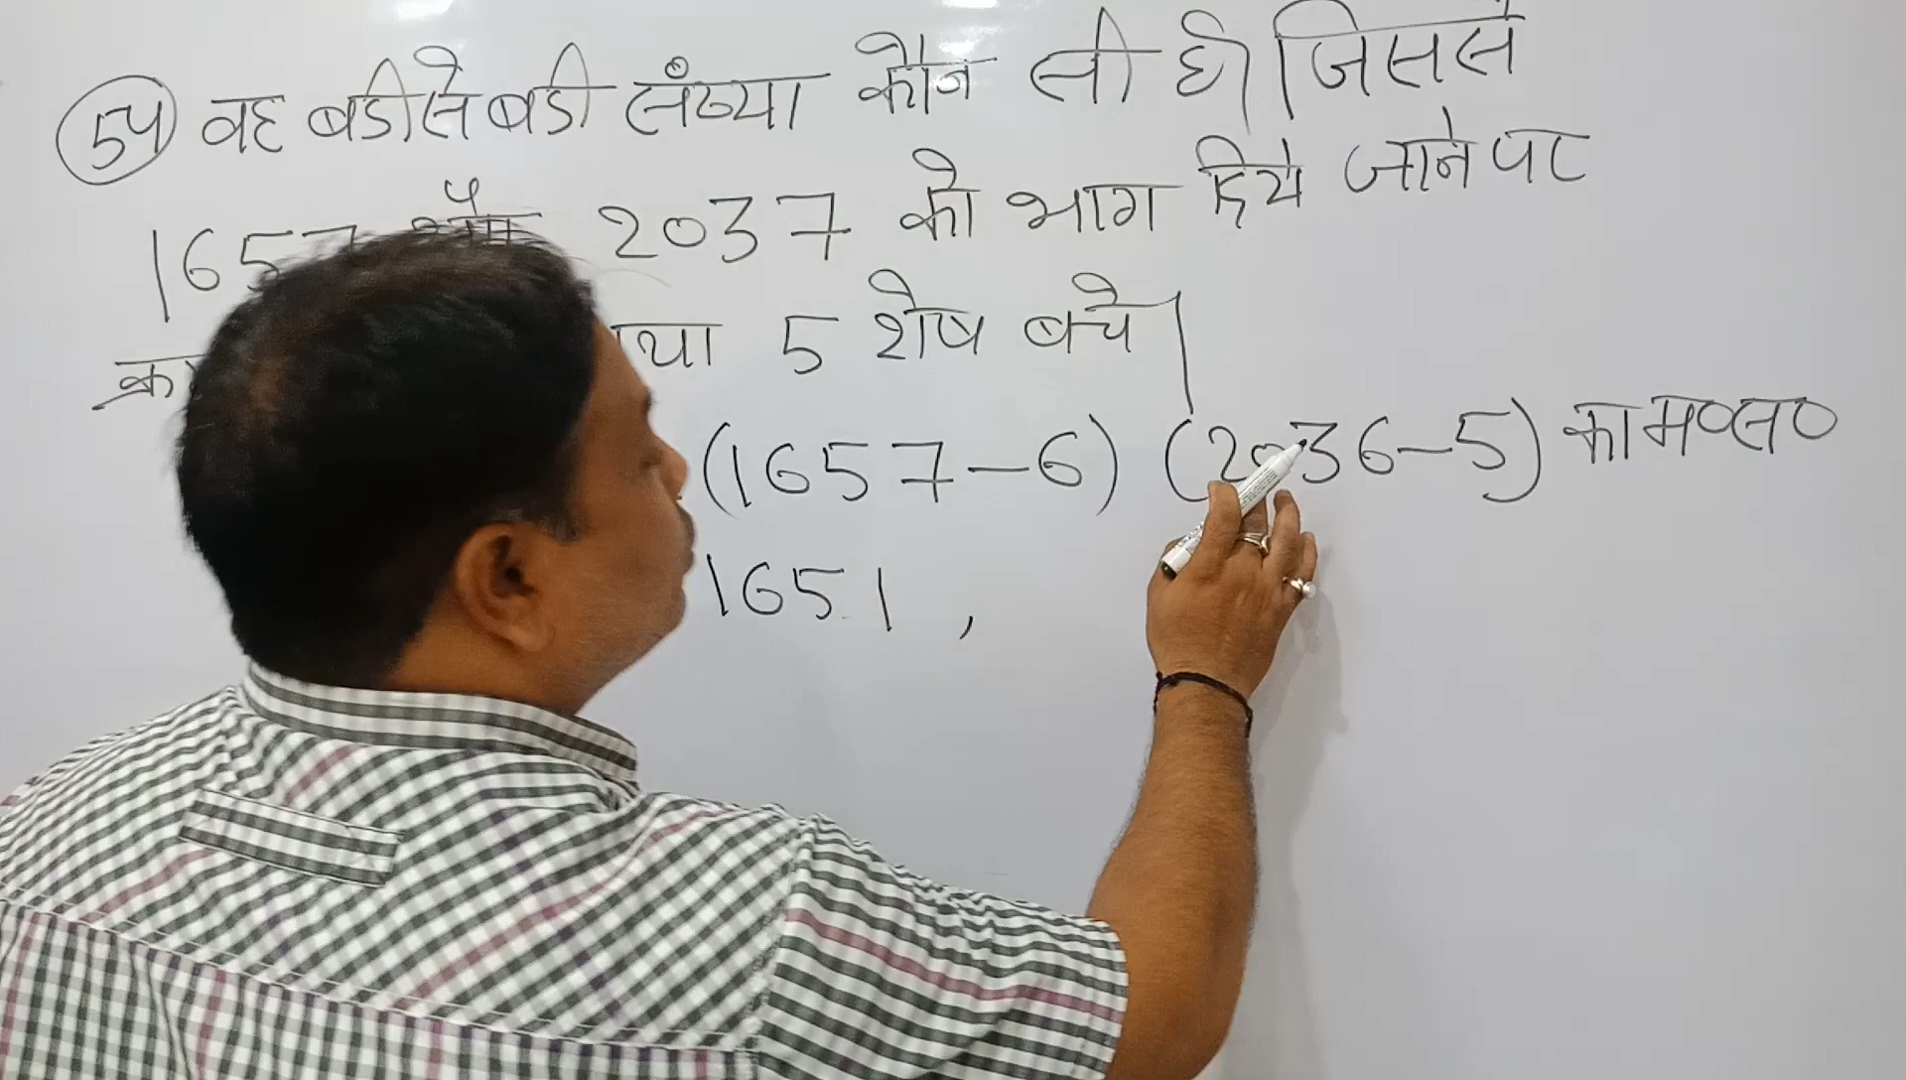 54 वह बडी से बडी संख्या कौन सी है। जिससे
1657 और 2037 को भाग दिये जाने पर
5 शेष बचे।
(1657-6) (2036-5) का म०स०
1651 ,